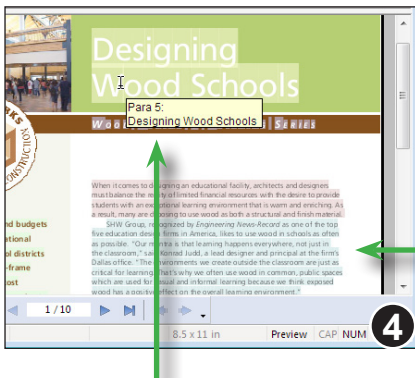 Designing
Wood Schools
Para 5:
Designing Wood Schools
Series
When it comes to designing an educational facility, architects and designers
must balance the reality of limited financial resources with the desire to provide
students with an exceptional learning environment that is warm and enriching. As
a result, many are choosing to use wood as both a structural and finish material.
SHW Group, recognized by Engineering News-Record as one of the top
five education design firms in America, likes to use wood in schools as often
as possible. "Our mantra is that learning happens everywhere, not just in
the classroom," said Konrad Judd, a lead designer and principal at the firm's
Dallas office. "The environments we create outside the classroom are just as
critical for learning. That's why we often use wood in common, public spaces
which are used for casual and informal learning because we think exposed
wood has a positive effect on the overall learning environment."
nd budgets
ational
ol districts
-frame
ost
1 / 10
8.5 x 11 in
Preview CAP NUM
4